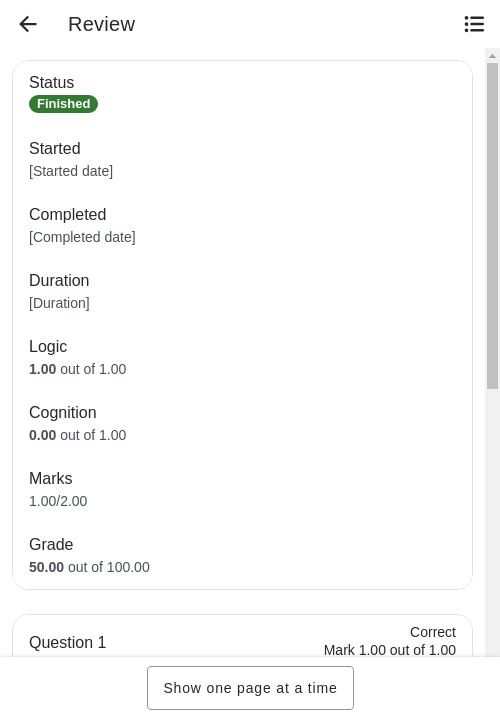 Review
Status
Finished
Started
[Started date]
Completed
[Completed date]
Duration
[Duration]
Logic
1.00 out of 1.00
Cognition
0.00 out of 1.00
Marks
1.00/2.00
Grade
50.00 out of 100.00
Question 1
Correct
Mark 1.00 out of 1.00
Show one page at a time